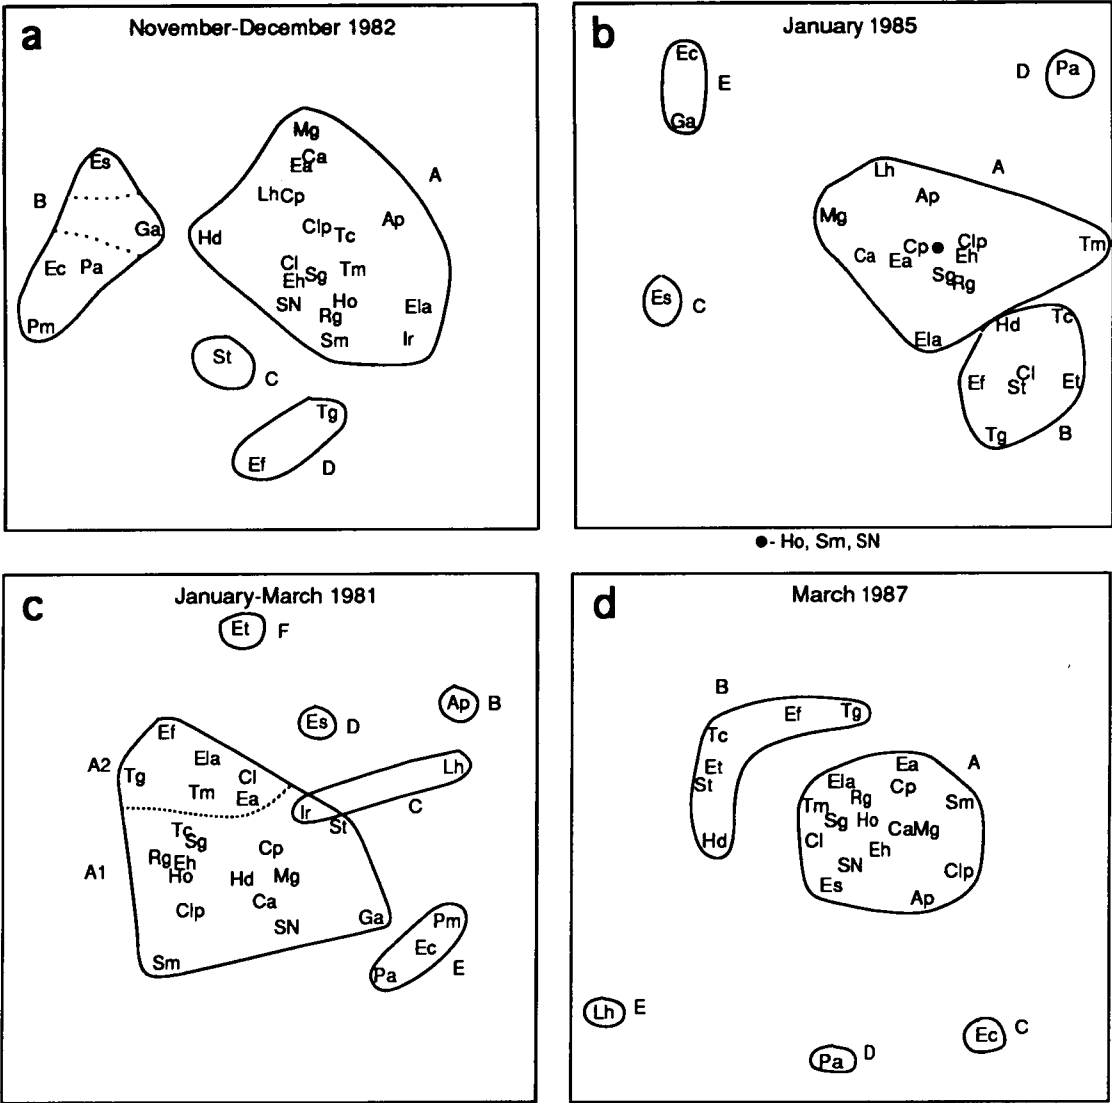 a
November-December 1982
Mg
Ca
Ea
Es
A
Lh Cp
B
Ap
Clp
Ga
Tc
Hd
Cl
Ec Pa
Eh Sg
Tm
SN
Ho
Ela
Rg
Pm
Sm
Ir
St
C
Tg
Ef
D
b
January 1985
Ec
E
D
Pa
Ga
Lh
A
Ap
Mg
Cp
Clp
Tm
Ca
Ea
Eh
Sg
Rg
Es
C
Hd
Tc
Ela
Cl
Ef
St
Et
Tg
B
●- Ho, Sm, SN
c
January-March 1981
Et
F
Ap
B
Es
D
Ef
Ela
Lh
A2
Tg
Cl
Tm
Ea
C
Ir
St
Tc
Sg
Cp
Rg
Eh
A1
Ho
Hd
Mg
Ca
Clp
Ga
SN
Pm
Ec
Sm
E
Pa
d
March 1987
B
Ef
Tg
Tc
A
Ea
Et
St
Ela
Cp
Rg
Sm
Tm
Sg
Ho
Ca Mg
Hd
Cl
Eh
SN
Clp
Es
Ap
Lh
E
Ec
C
Pa
D